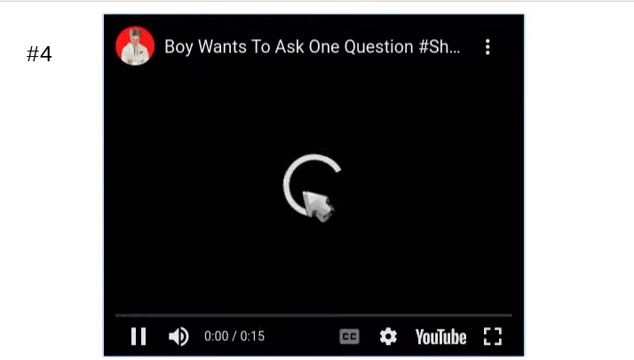 #4
Boy Wants To Ask One Question #Sh...
0:00 / 0:15
CC
YouTube